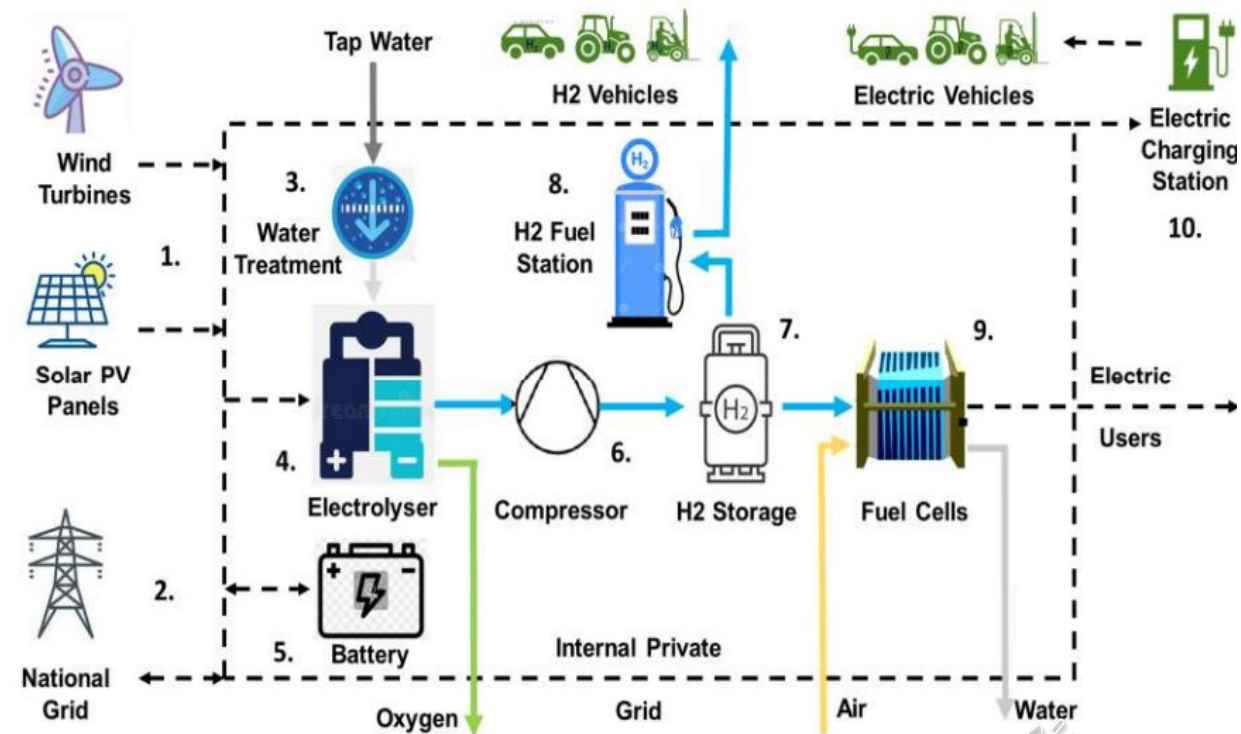 Tap Water
H2 Vehicles
Electric Vehicles
Electric
Charging
Station
10.
Wind
Turbines
1.
Solar PV
Panels
3.
Water
Treatment
8.
H2 Fuel
Station
H₂
7.
9.
H₂
Electric
Users
4.
+
-
Electrolyser
6.
Compressor
H2 Storage
Fuel Cells
2.
+
-
5.
Battery
Internal Private
National
Grid
Oxygen
Grid
Air
Water